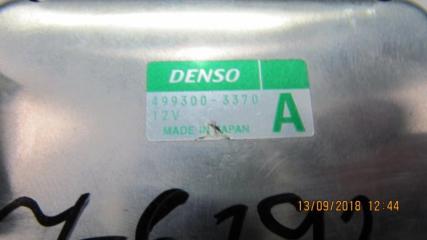 DENSO
499300-3370
12V A
MADE IN JAPAN
13/09/2018 12:44